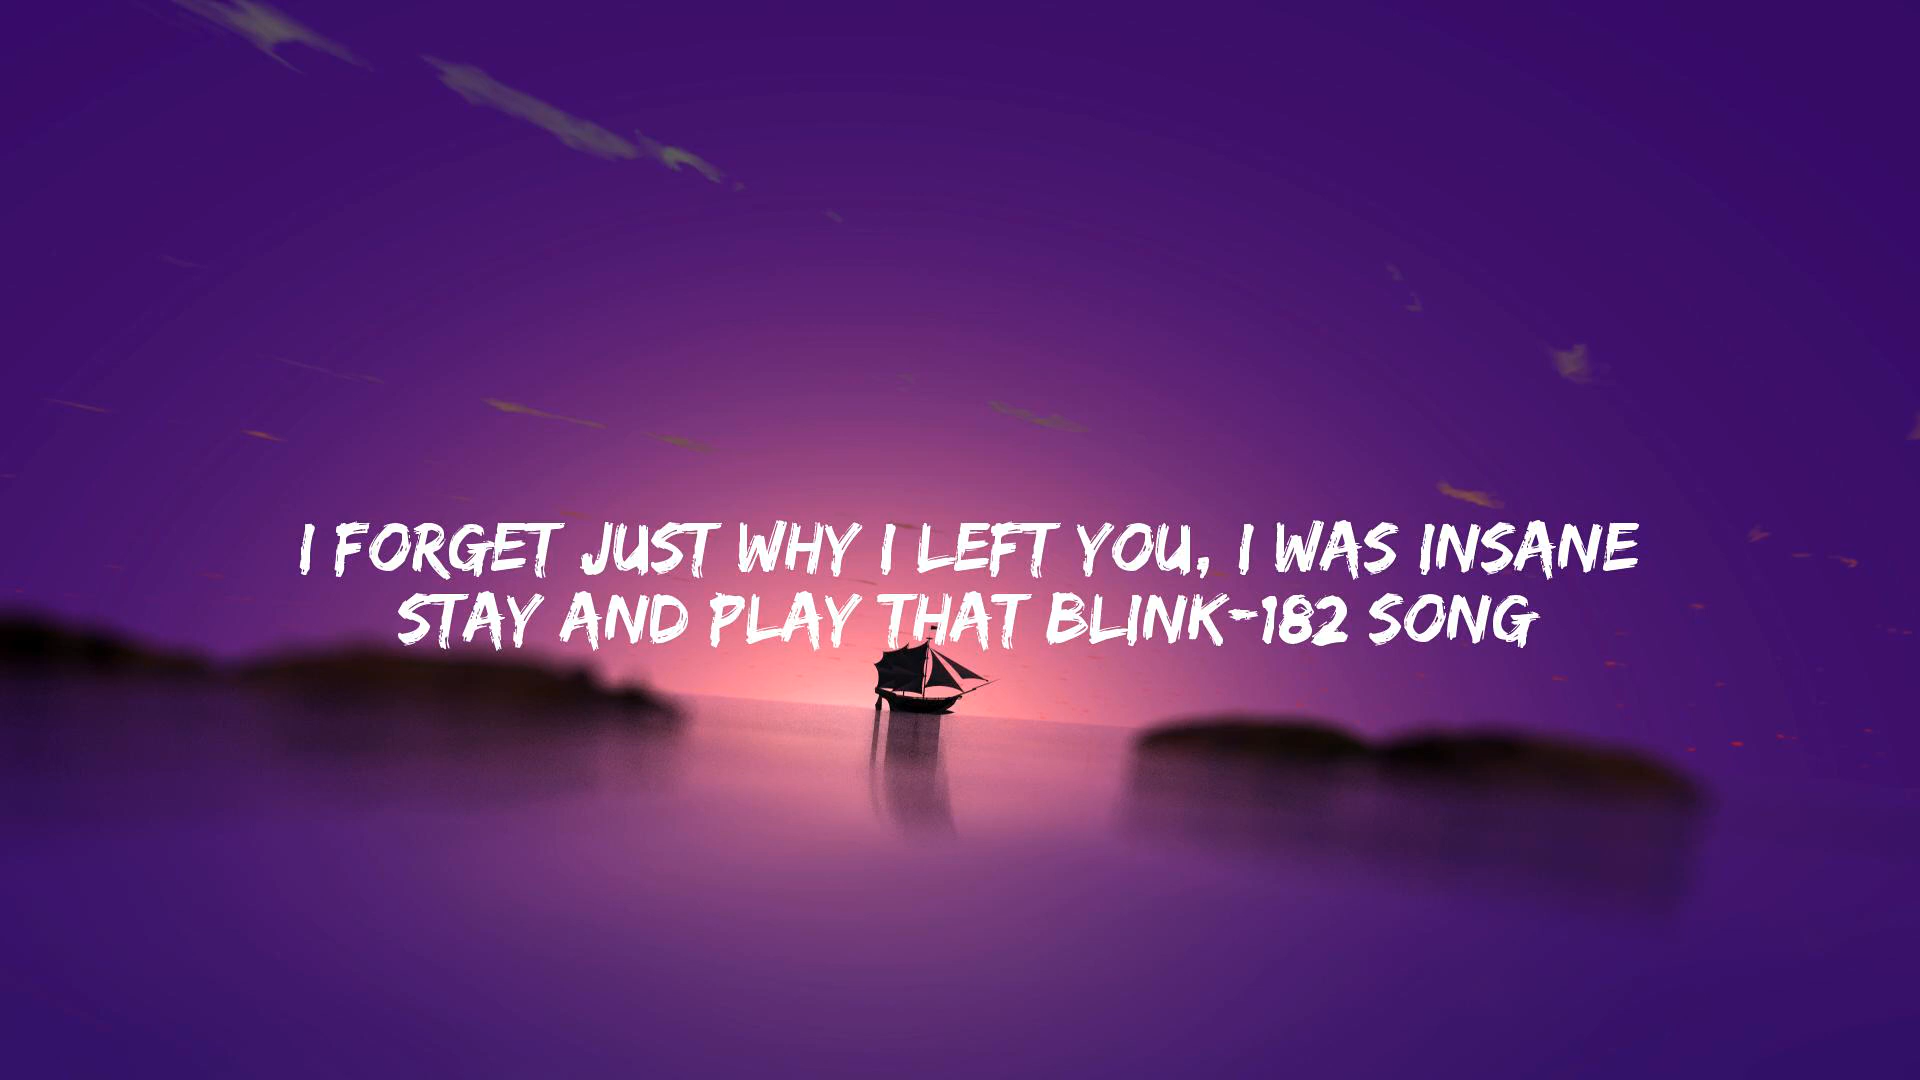 I FORGET JUST WHY I LEFT YOU, I WAS INSANE
STAY AND PLAY THAT BLINK-182 SONG